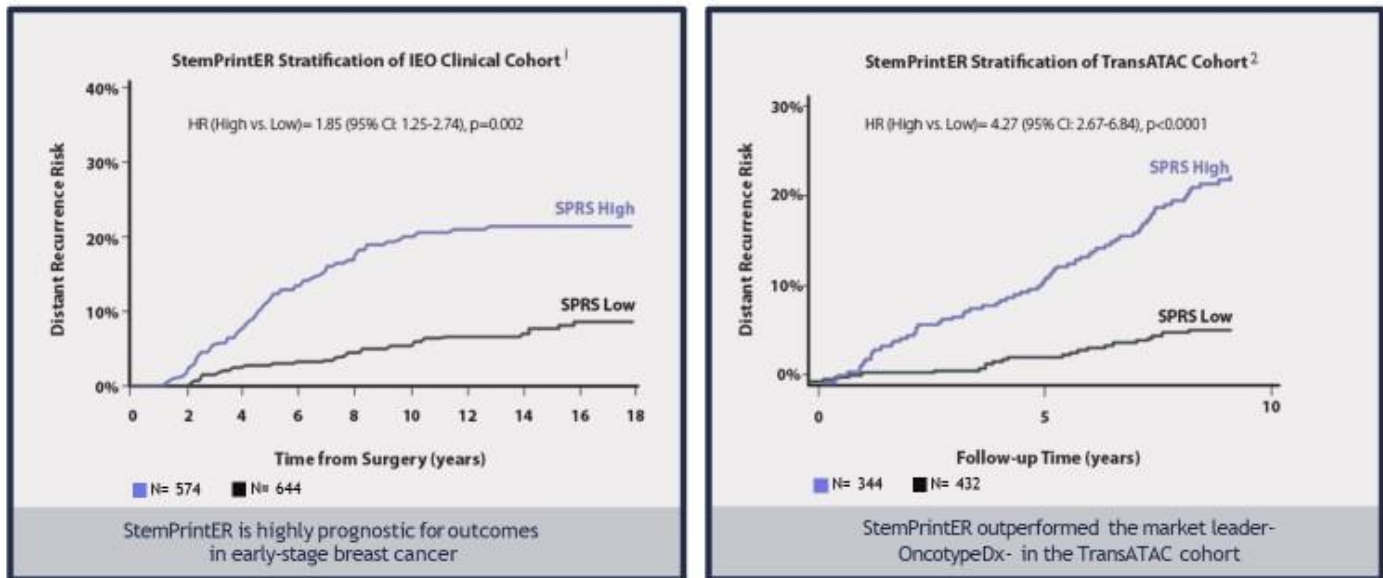 StemPrintER Stratification of IEO Clinical Cohort 1
40%
30%
20%
10%
0%
Distant Recurrence Risk
HR (High vs. Low)= 1.85 (95% CI: 1.25-2.74), p=0.002
SPRS High
SPRS Low
0 2 4 6 8 10 12 14 16 18
Time from Surgery (years)
N= 574 N= 644
StemPrintER is highly prognostic for outcomes
in early-stage breast cancer
StemPrintER Stratification of TransATAC Cohort 2
30%
20%
10%
0%
Distant Recurrence Risk
HR (High vs. Low)= 4.27 (95% CI: 2.67-6.84), p<0.0001
SPRS High
SPRS Low
0 5 10
Follow-up Time (years)
N= 344 N= 432
StemPrintER outperformed the market leader-
OncotypeDx- in the TransATAC cohort